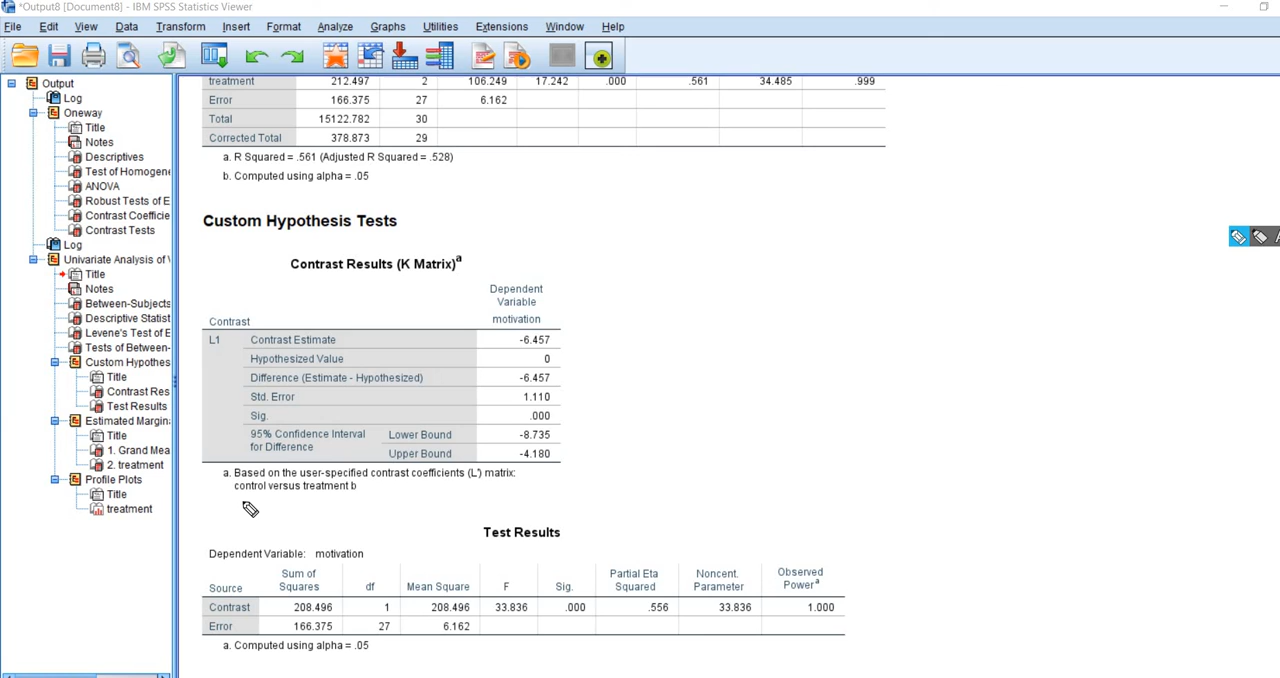 *Output8 [Document8] - IBM SPSS Statistics Viewer
File Edit View Data Transform Insert Format Analyze Graphs Utilities Extensions Window Help
Output
Log
Oneway
Title
Notes
Descriptives
Test of Homogene
ANOVA
Robust Tests of E
Contrast Coefficie
Contrast Tests
Log
Univariate Analysis of V
Title
Notes
Between-Subjects
Descriptive Statist
Levene's Test of E
Tests of Between-
Custom Hypothes
Title
Contrast Res
Test Results
Estimated Margin
Title
1. Grand Mea
2. treatment
Profile Plots
Title
treatment
treatment 212.497 2 106.249 17.242 .000 .561 34.485 .999
Error 166.375 27 6.162
Total 15122.782 30
Corrected Total 378.873 29
a. R Squared = .561 (Adjusted R Squared = .528)
b. Computed using alpha = .05
Custom Hypothesis Tests
Contrast Results (K Matrix)a
Dependent
Variable
Contrast motivation
L1 Contrast Estimate -6.457
Hypothesized Value 0
Difference (Estimate - Hypothesized) -6.457
Std. Error 1.110
Sig. .000
95% Confidence Interval Lower Bound -8.735
for Difference Upper Bound -4.180
a. Based on the user-specified contrast coefficients (L') matrix:
control versus treatment b
Test Results
Dependent Variable: motivation
Source Sum of Squares df Mean Square F Sig. Partial Eta Squared Noncent. Parameter Observed Powera
Contrast 208.496 1 208.496 33.836 .000 .556 33.836 1.000
Error 166.375 27 6.162
a. Computed using alpha = .05